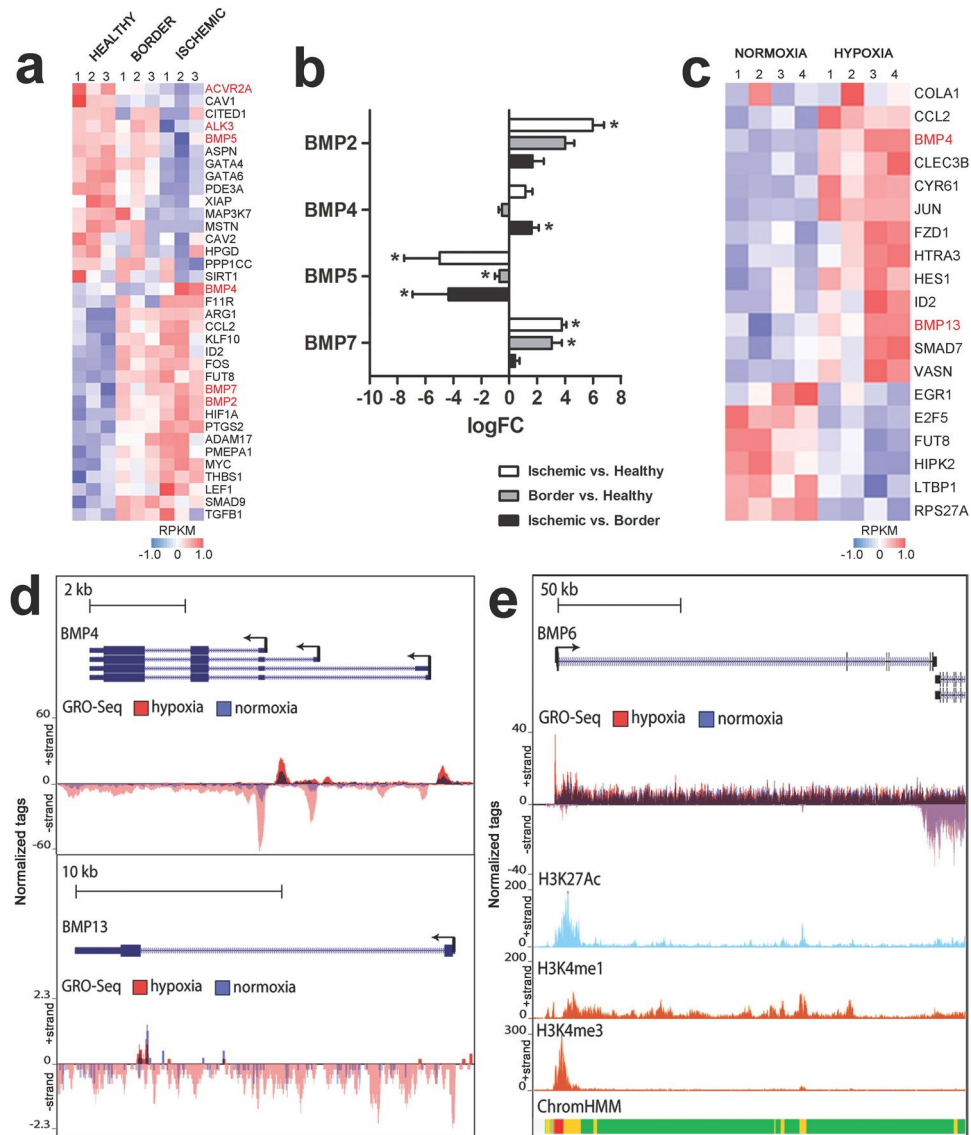 a
HEALTHY
BORDER
ISCHEMIC
1 2 3 1 2 3 1 2 3
ACVR2A
CAV1
CITED1
ALK3
BMP5
ASPN
GATA4
GATA6
PDE3A
XIAP
MAP3K7
MSTN
CAV2
HPGD
PPP1CC
SIRT1
BMP4
F11R
ARG1
CCL2
KLF10
ID2
FOS
FUT8
BMP7
BMP2
HIF1A
PTGS2
ADAM17
PMEPA1
MYC
THBS1
LEF1
SMAD9
TGFB1
RPKM
-1.0 0 1.0
b
BMP2
*
BMP4
*
BMP5
*
*
*
BMP7
*
*
-10 -8 -6 -4 -2 0 2 4 6 8
logFC
Ischemic vs. Healthy
Border vs. Healthy
Ischemic vs. Border
c
NORMOXIA HYPOXIA
1 2 3 4 1 2 3 4
COLA1
CCL2
BMP4
CLEC3B
CYR61
JUN
FZD1
HTRA3
HES1
ID2
BMP13
SMAD7
VASN
EGR1
E2F5
FUT8
HIPK2
LTBP1
RPS27A
RPKM
-1.0 0 1.0
d
2 kb
BMP4
GRO-Seq hypoxia normoxia
60
+strand
0
-strand
-60
Normalized tags
10 kb
BMP13
GRO-Seq hypoxia normoxia
2.3
+strand
0
-strand
-2.3
e
50 kb
BMP6
GRO-Seq hypoxia normoxia
40
+strand
0
-strand
-40
Normalized tags
H3K27Ac
200
+strand
0
H3K4me1
200
+strand
0
H3K4me3
300
+strand
0
ChromHMM